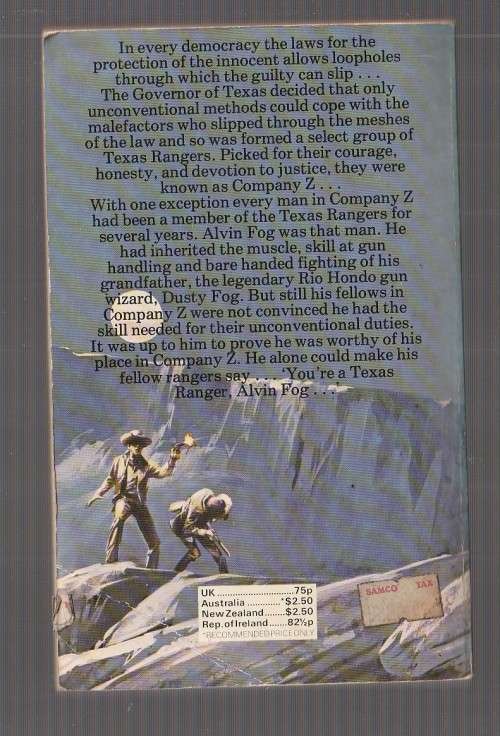 In every democracy the laws for the
protection of the innocent allows loopholes
through which the guilty can slip . . .
The Governor of Texas decided that only
unconventional methods could cope with the
malefactors who slipped through the meshes
of the law and so was formed a select group of
Texas Rangers. Picked for their courage,
honesty, and devotion to justice, they were
known as Company Z . . .
With one exception every man in Company Z
had been a member of the Texas Rangers for
several years. Alvin Fog was that man. He
had inherited the muscle, skill at gun
handling and bare handed fighting of his
grandfather, the legendary Rio Hondo gun
wizard, Dusty Fog. But still his fellows in
Company Z were not convinced he had the
skill needed for their unconventional duties.
It was up to him to prove he was worthy of his
place in Company Z. He alone could make his
fellow rangers say . . . ‘You're a Texas
Ranger, Alvin Fog . . .
UK ............................75p
Australia ............*$2.50
New Zealand.......$2.50
Rep. of Ireland......82½p
*RECOMMENDED PRICE ONLY
SAMCO TAX